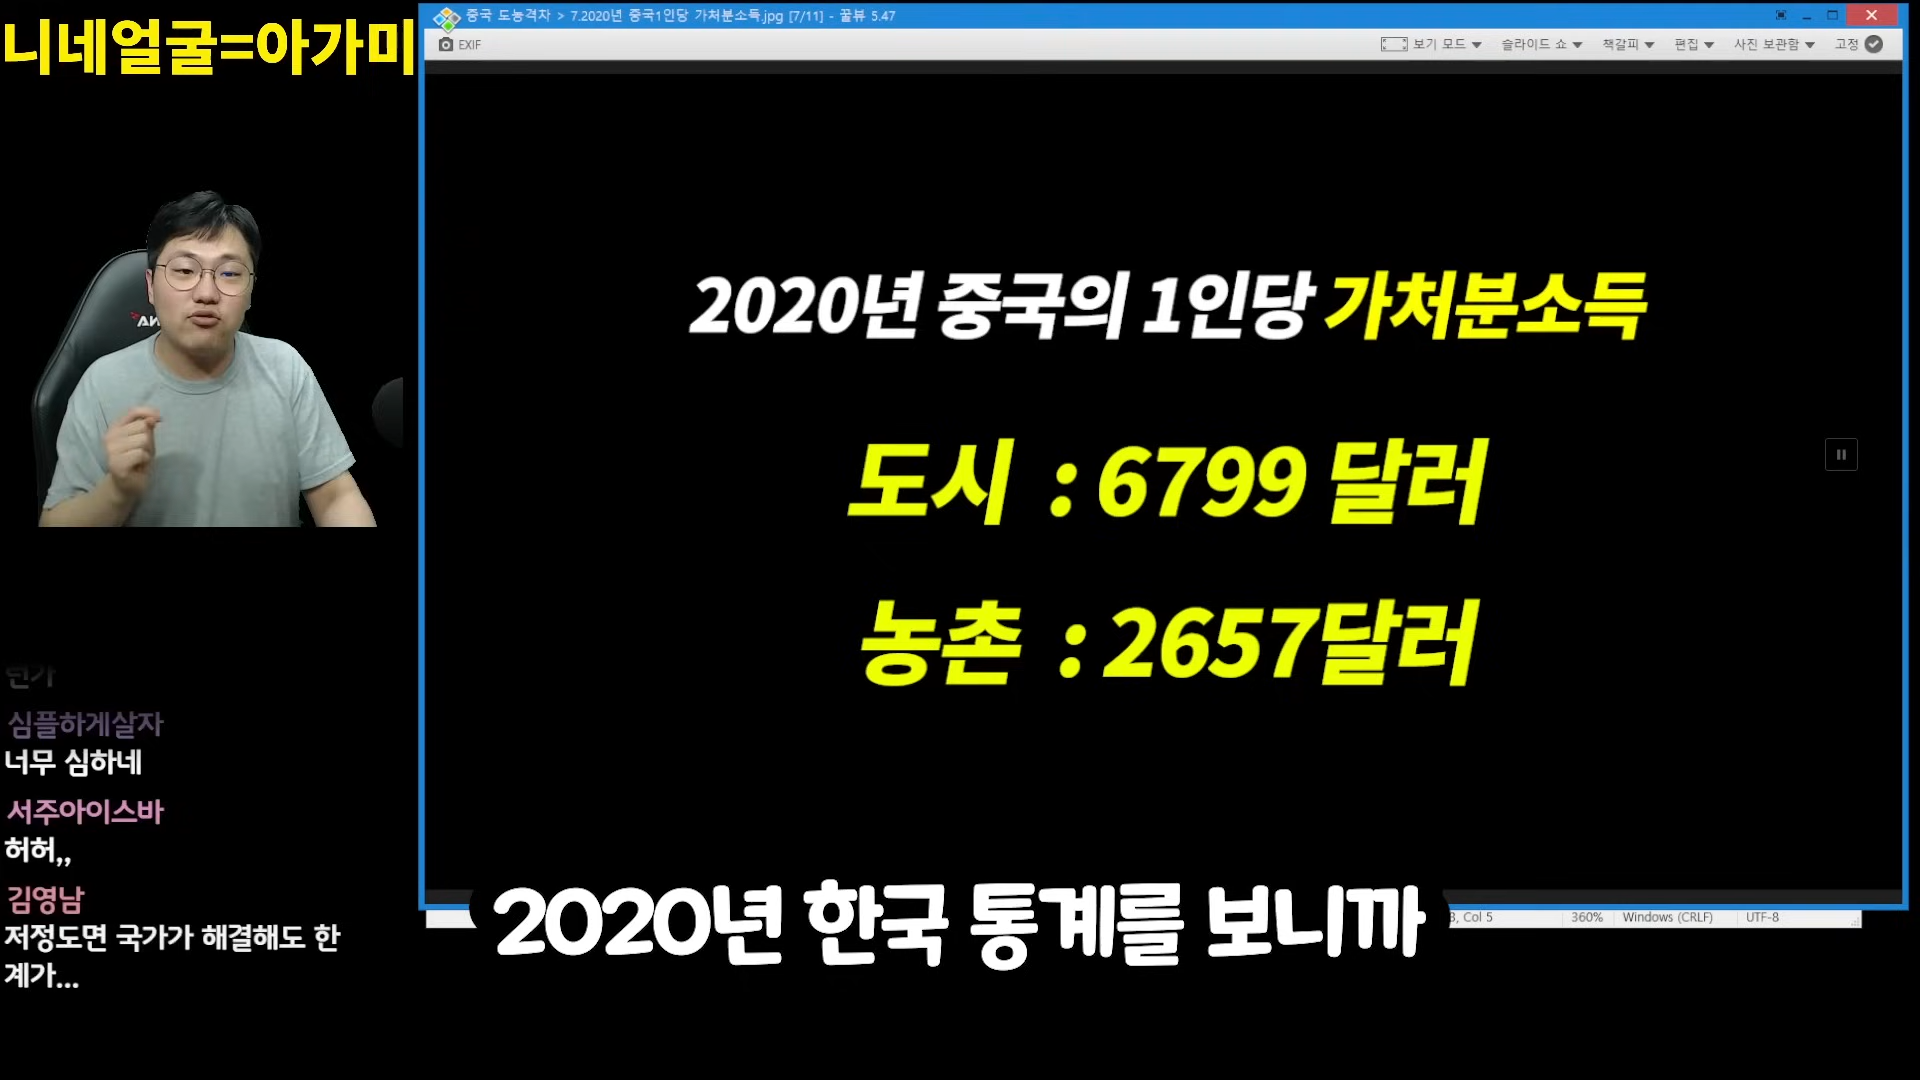 니네얼굴=아가미
중국 도농격차 > 7.2020년 중국1인당 가처분소득.jpg [7/11] - 꿀뷰 5.47
EXIF
보기 모드
슬라이드 쇼
책갈피
편집
사진 보관함
고정
2020년 중국의 1인당 가처분소득
도시 : 6799 달러
농촌 : 2657달러
심플하게살자
너무 심하네
서주아이스바
허허,,
김영남
저정도면 국가가 해결해도 한
계가...
2020년 한국 통계를 보니까
, Col 5
360%
Windows (CRLF)
UTF-8